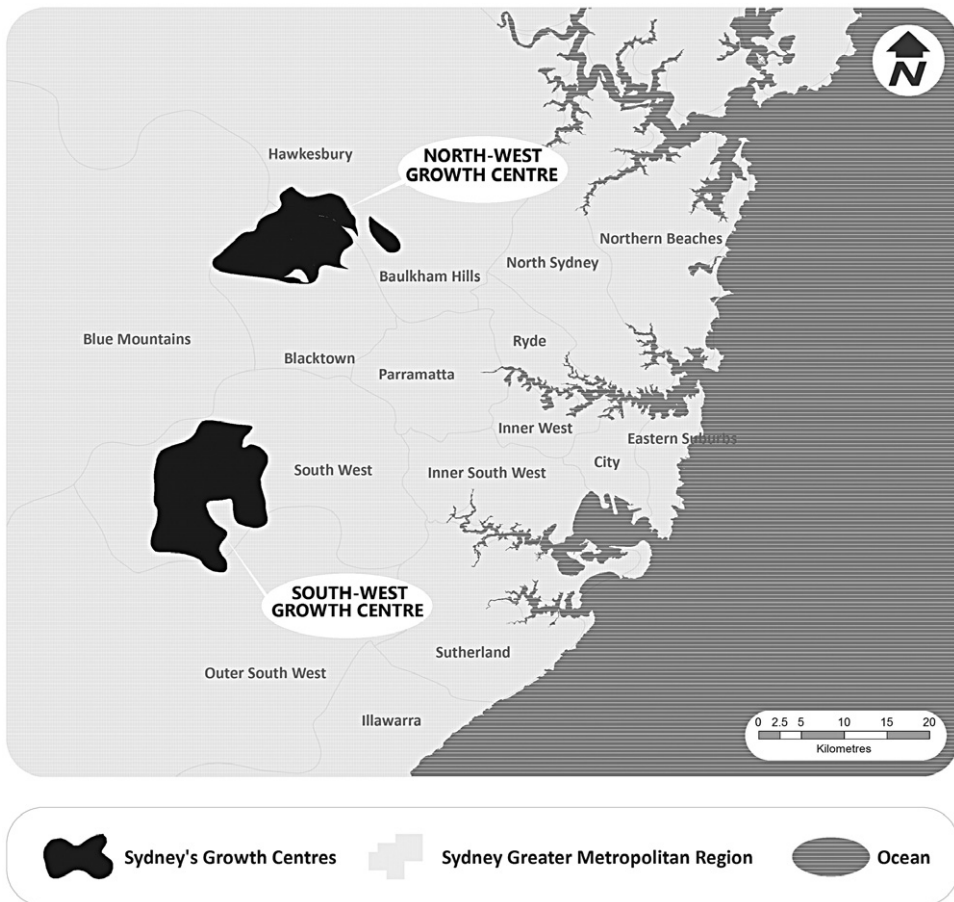 N
Hawkesbury
NORTH-WEST
GROWTH CENTRE
Northern Beaches
North Sydney
Baulkham Hills
Blue Mountains
Ryde
Blacktown
Parramatta
Inner West
Eastern Suburbs
South West
Inner South West
City
SOUTH-WEST
GROWTH CENTRE
Sutherland
Outer South West
Illawarra
0 2.5 5 10 15 20
Kilometres
Sydney's Growth Centres
Sydney Greater Metropolitan Region
Ocean